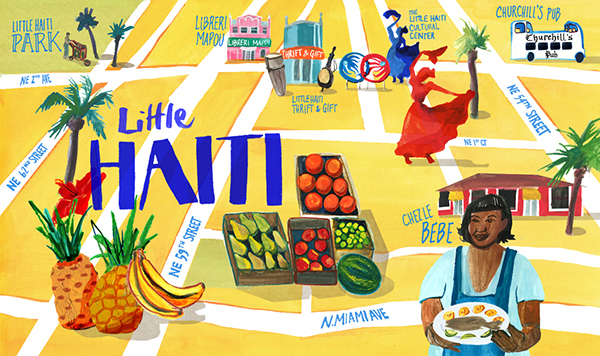 LITTLE HAITI
PARK
LIBRERI
MAPOU
LIBRERI MAPOU
THRIFT & GIFT
LITTLE HAITI
THRIFT & GIFT
THE
LITTLE HAITI
CULTURAL
CENTER
CHURCHILL'S PUB
Churchill's
Pub
NE 2ND AVE
NE 54TH STREET
NE 1ST CT
Little
HAITI
NE 62ND STREET
NE 59TH STREET
CHEZ LE
BEBE
N. MIAMI AVE